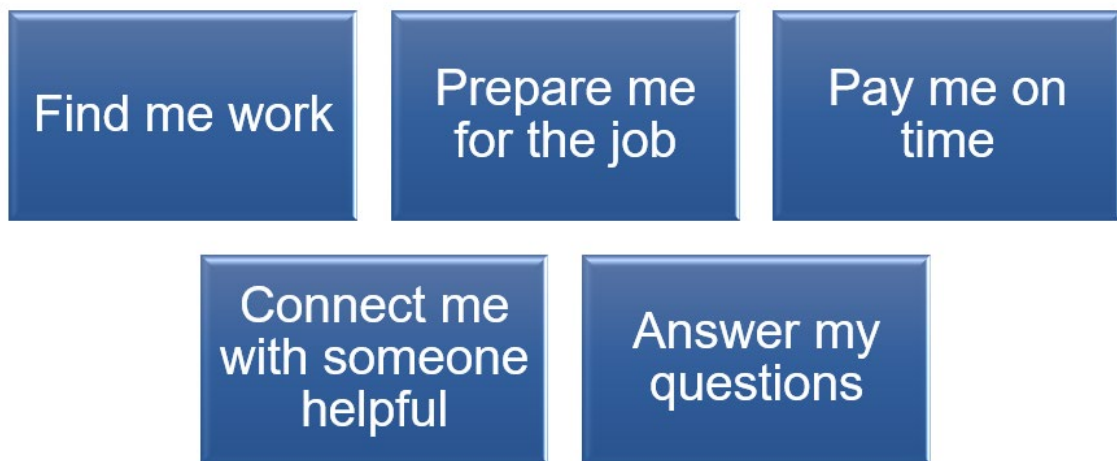 Find me work
Prepare me
for the job
Pay me on
time
Connect me
with someone
helpful
Answer my
questions